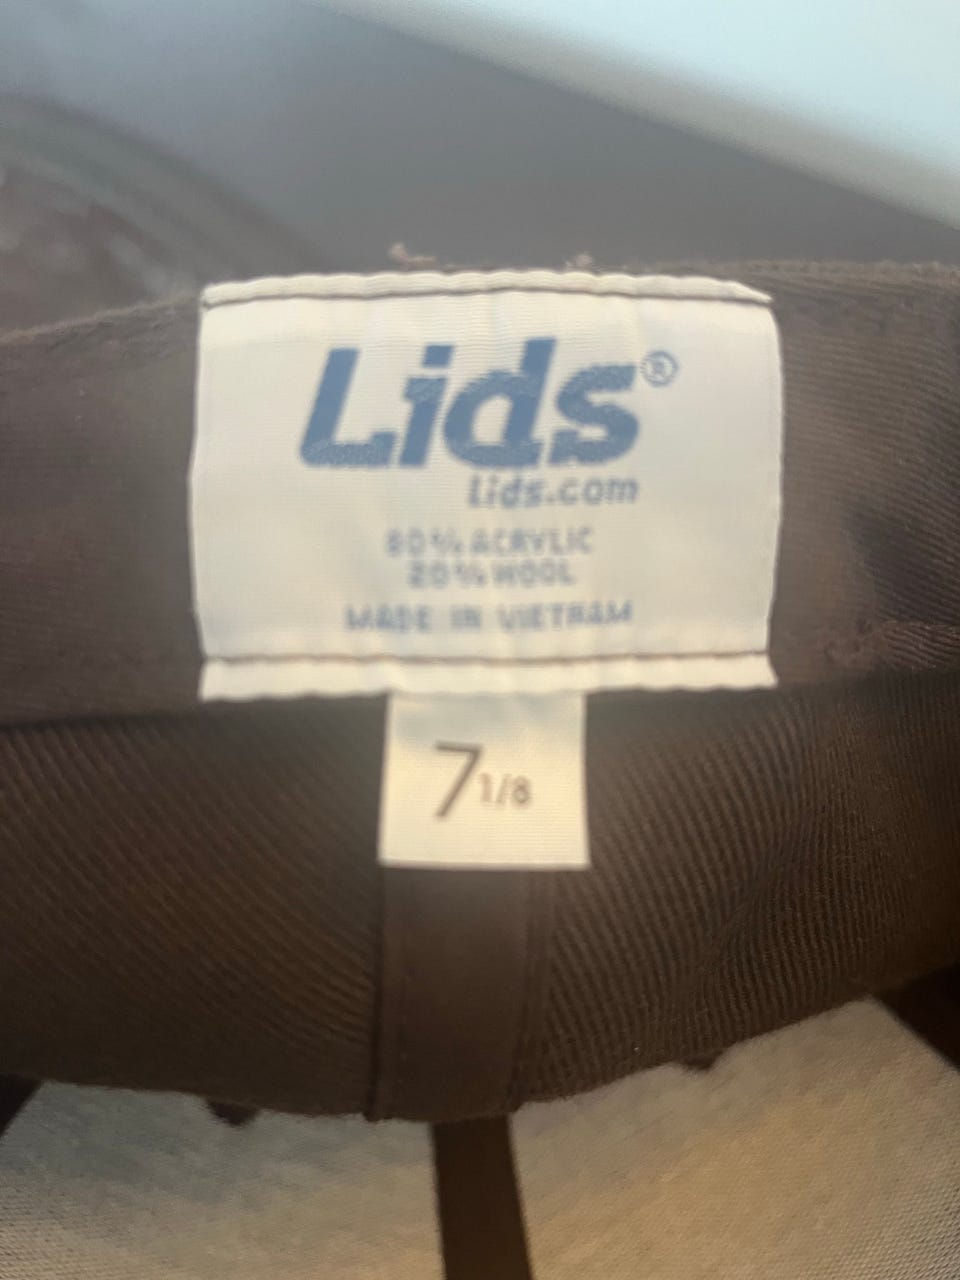 Lids®
Lids.com
80% ACRYLIC
20% WOOL
MADE IN VIETNAM
7 1/8